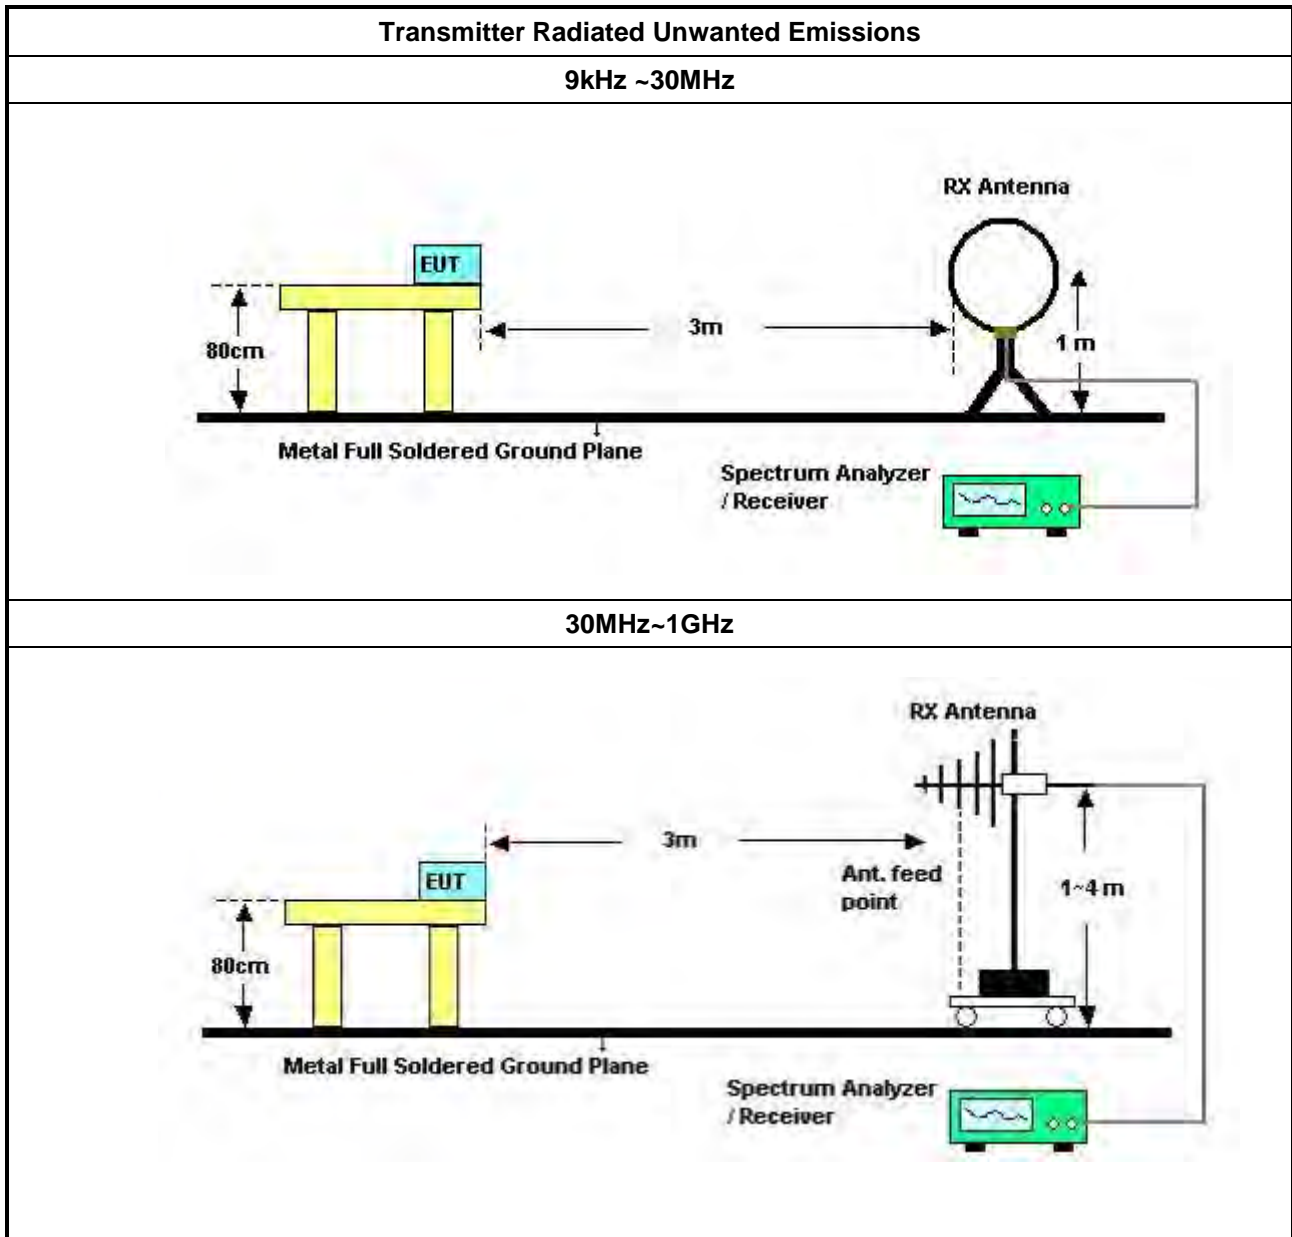 Transmitter Radiated Unwanted Emissions
9kHz ~30MHz
RX Antenna
EUT
3m
80cm
1 m
Metal Full Soldered Ground Plane
Spectrum Analyzer
/ Receiver
30MHz~1GHz
RX Antenna
3m
EUT
Ant. feed
point
1~4 m
80cm
Metal Full Soldered Ground Plane
Spectrum Analyzer
/ Receiver